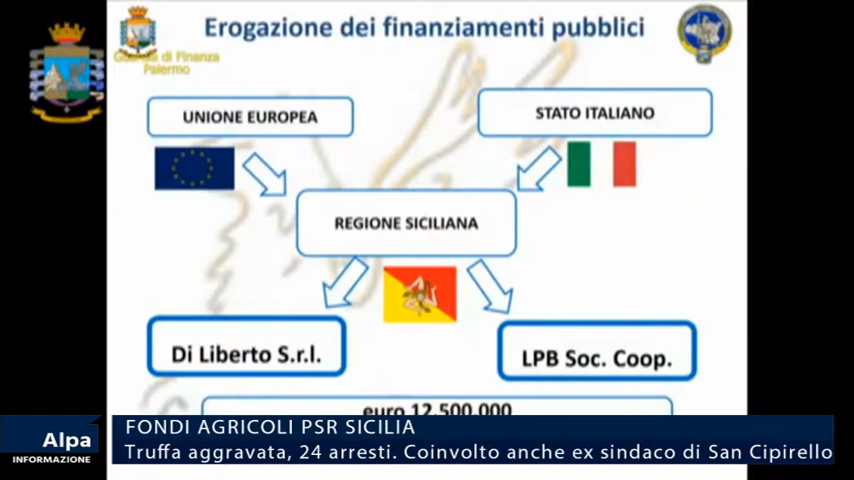 Erogazione dei finanziamenti pubblici
Guardia di Finanza
Palermo
UNIONE EUROPEA
STATO ITALIANO
REGIONE SICILIANA
Di Liberto S.r.l.
LPB Soc. Coop.
euro 12.500.000
Alpa
INFORMAZIONE
FONDI AGRICOLI PSR SICILIA
Truffa aggravata, 24 arresti. Coinvolto anche ex sindaco di San Cipirello